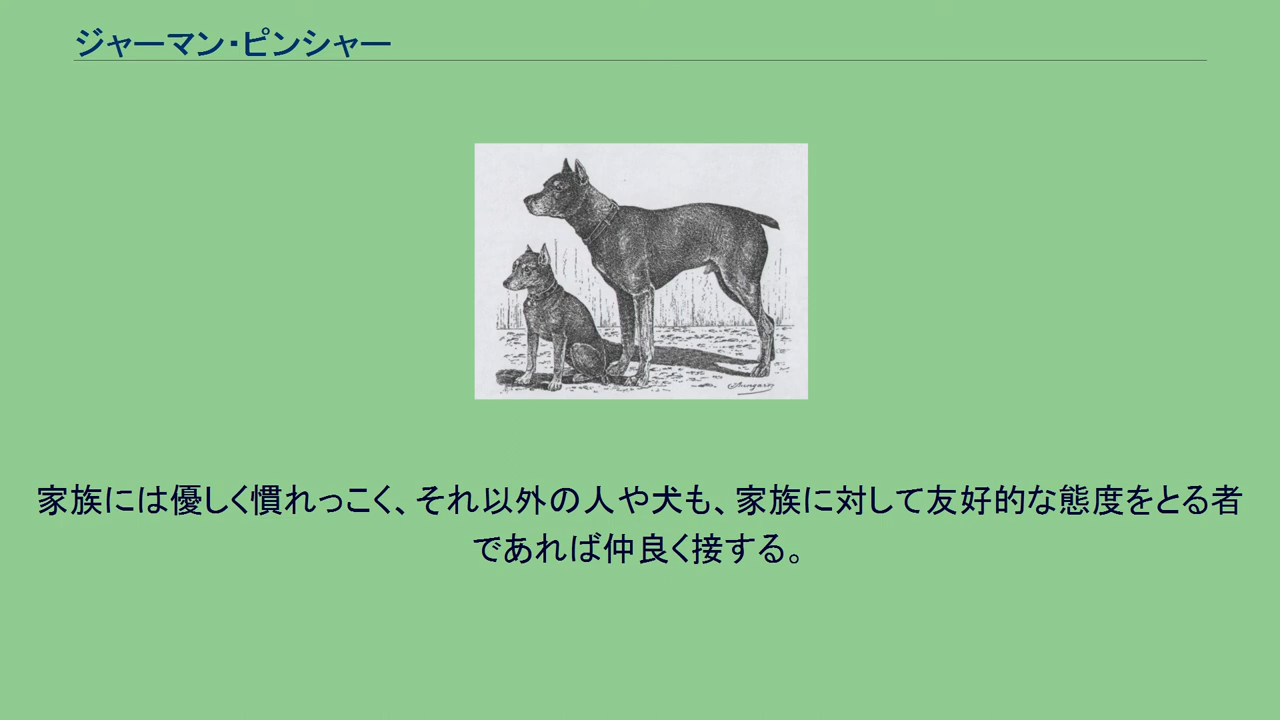 ジャーマン・ピンシャー
家族には優しく慣れっこく、それ以外の人や犬も、家族に対して友好的な態度をとる者
であれば仲良く接する。